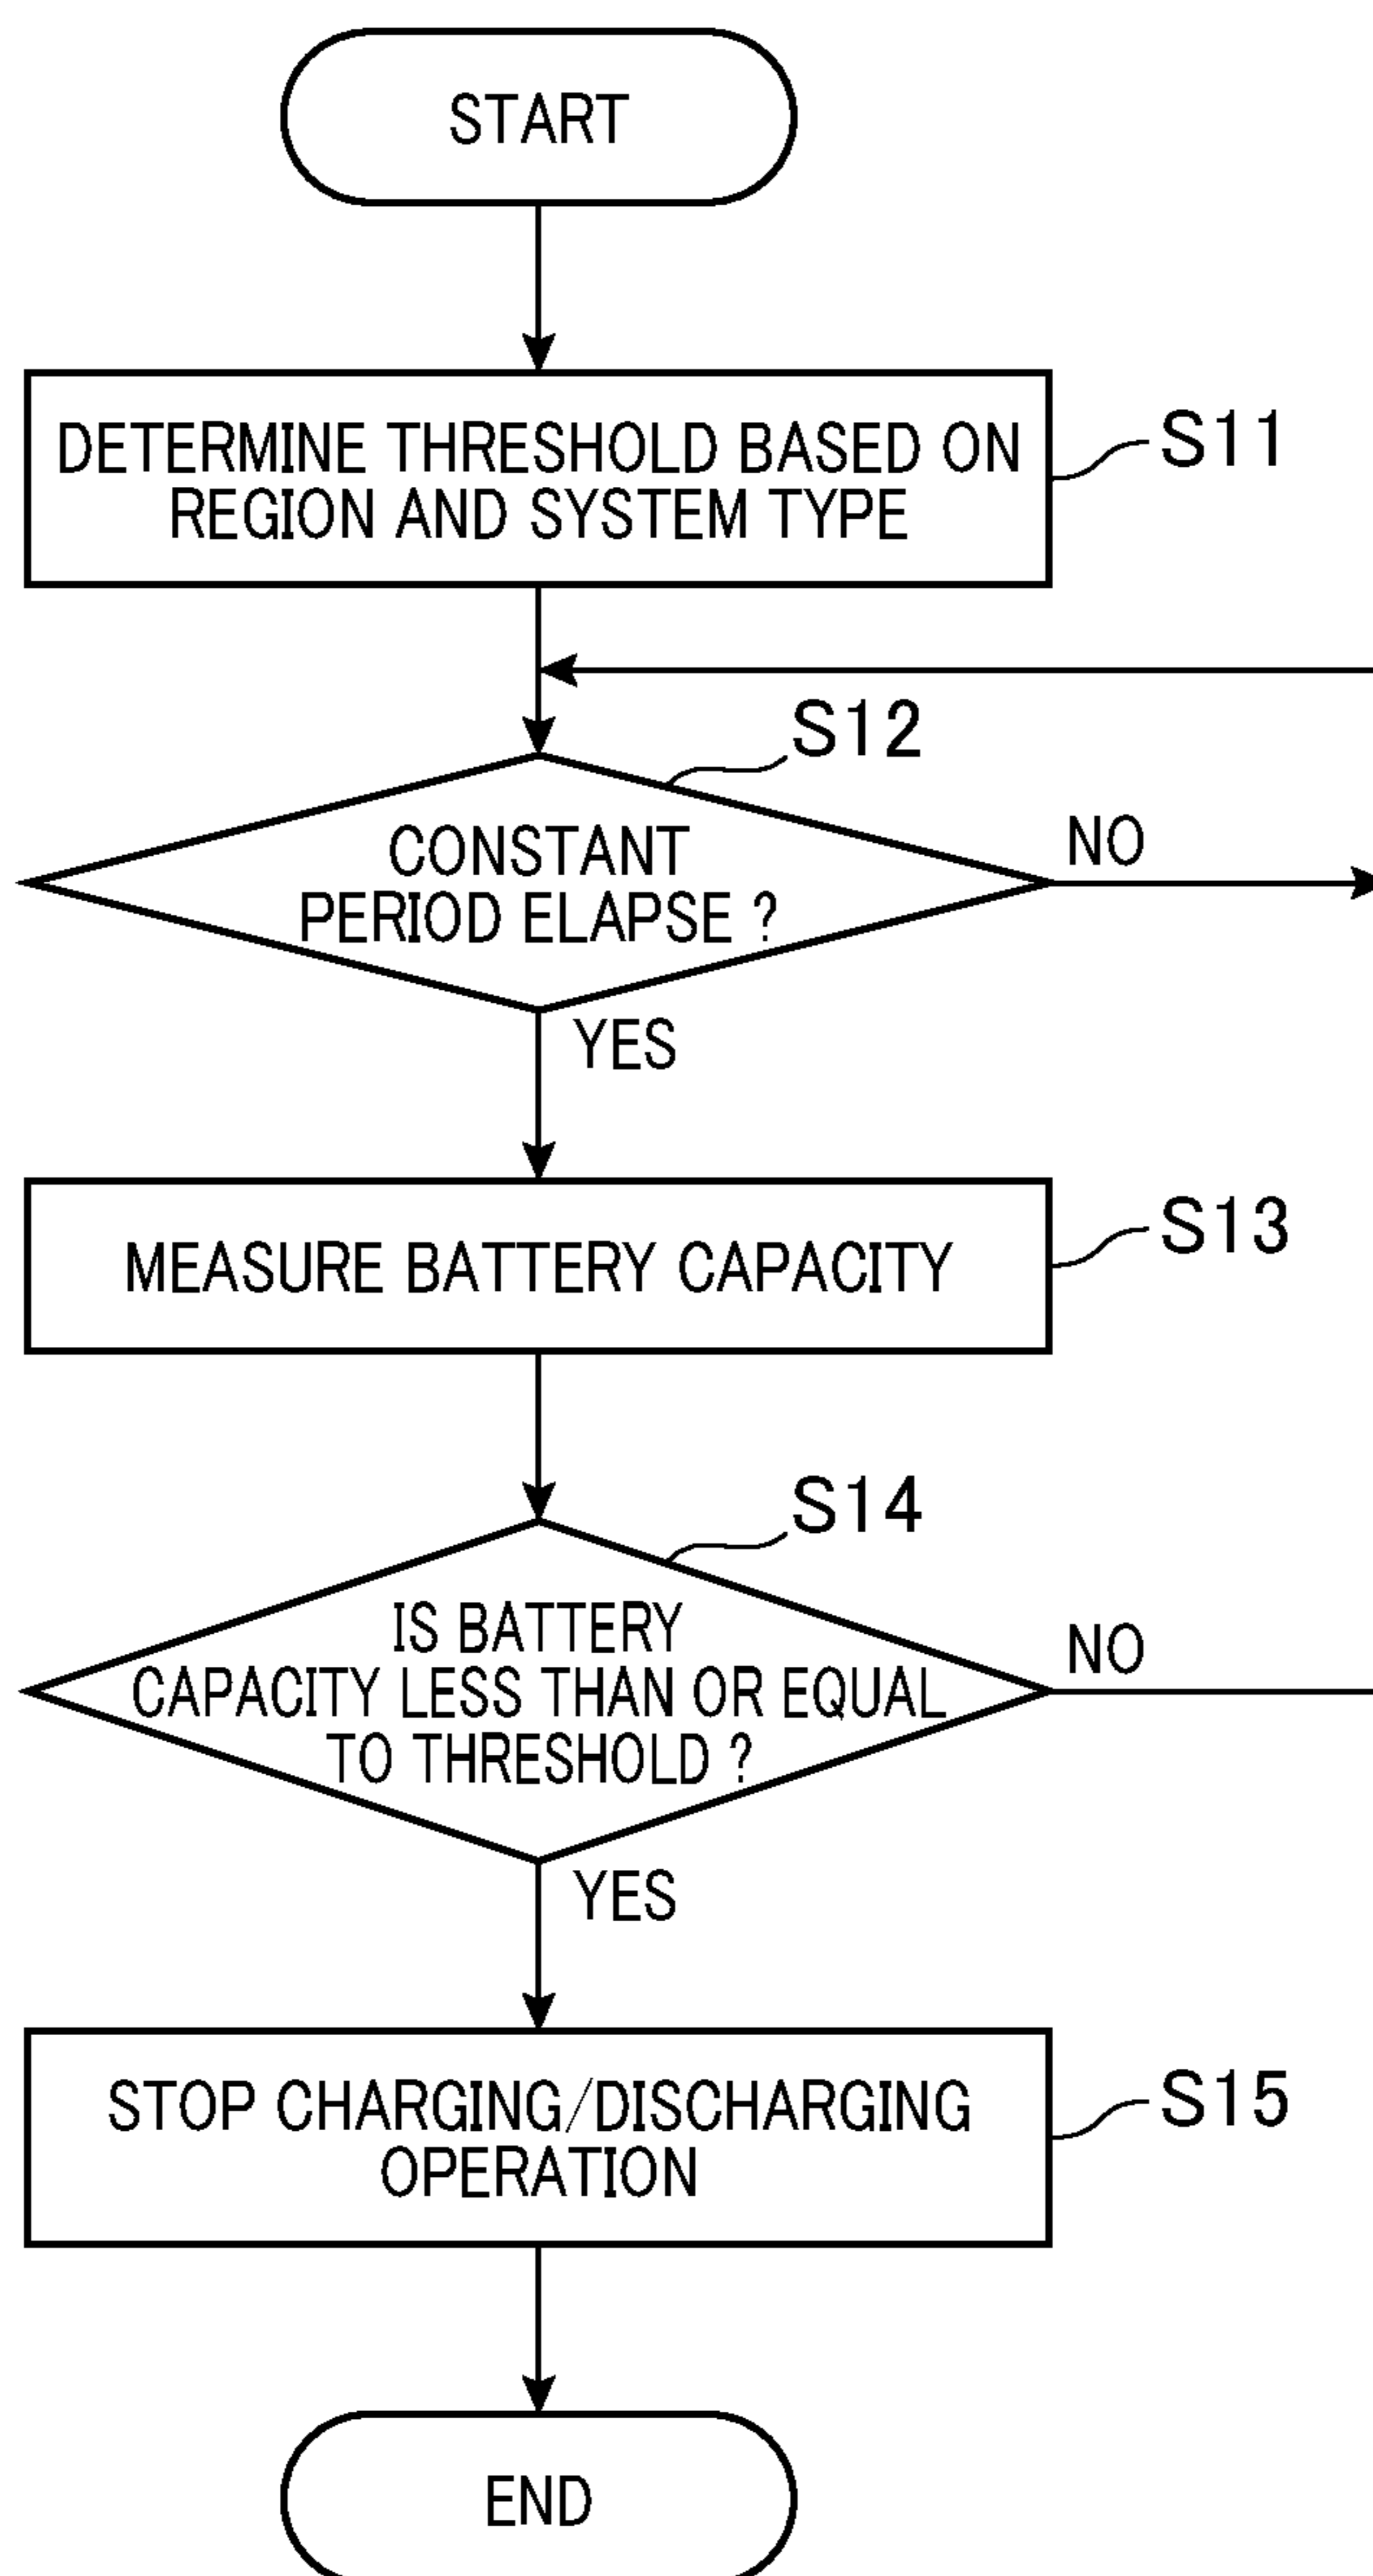 START
DETERMINE THRESHOLD BASED ON
REGION AND SYSTEM TYPE
S11
S12
CONSTANT
PERIOD ELAPSE ?
NO
YES
MEASURE BATTERY CAPACITY
S13
S14
IS BATTERY
CAPACITY LESS THAN OR EQUAL
TO THRESHOLD ?
NO
YES
STOP CHARGING/DISCHARGING
OPERATION
S15
END